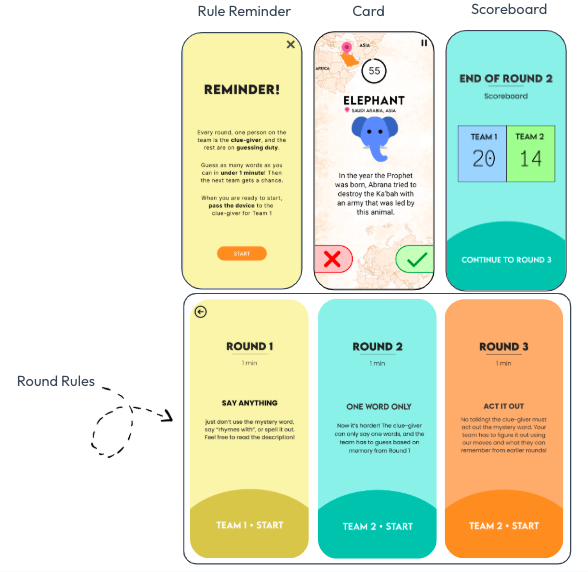 Rule Reminder
Card
Scoreboard
REMINDER!
Every round, one person on the
team is the clue-giver, and the
rest are on guessing duty.
Guess as many words as you
can in under 1 minute! Then
the next team gets a chance.
When you are ready to start,
pass the device to the
clue-giver for Team 1
START
ASIA
AFRICA
55
ELEPHANT
SAUDI ARABIA, ASIA
In the year the Prophet
was born, Abrana tried to
destroy the Ka'bah with
an army that was led by
this animal.
END OF ROUND 2
Scoreboard
TEAM 1
20
TEAM 2
14
CONTINUE TO ROUND 3
Round Rules
ROUND 1
1 min
SAY ANYTHING
just don't use the mystery word,
say "rhymes with", or spell it out.
Feel free to read the description!
TEAM 1 • START
ROUND 2
1 min
ONE WORD ONLY
Now it's harder! The clue-giver
can only say one words, and the
team has to guess based on
memory from Round 1
TEAM 2 • START
ROUND 3
1 min
ACT IT OUT
No talking! the clue-giver must
act out the mystery word. Your
team has to figure it out using
our moves and what they can
remember from earlier rounds!
TEAM 2 • START